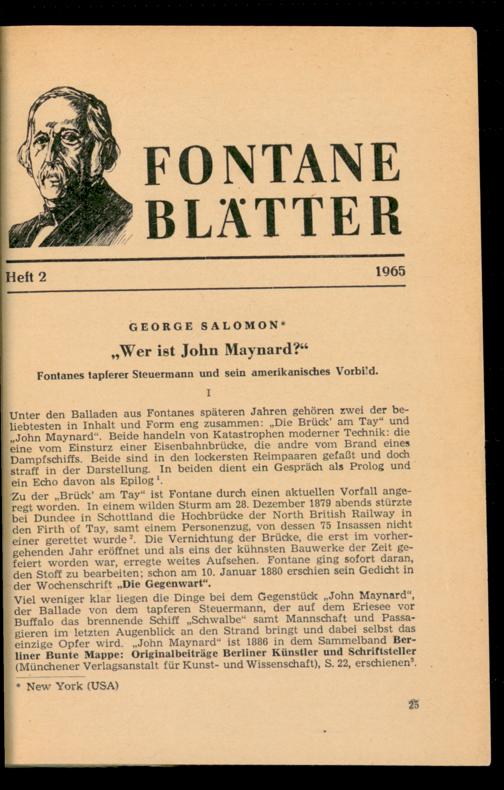 FONTANE
BLÄTTER
Heft 2 1965
GEORGE SALOMON*
„Wer ist John Maynard?“
Fontanes tapferer Steuermann und sein amerikanisches Vorbild.
I
Unter den Balladen aus Fontanes späteren Jahren gehören zwei der be-
liebtesten in Inhalt und Form eng zusammen: „Die Brück' am Tay“ und
„John Maynard“. Beide handeln von Katastrophen moderner Technik: die
eine vom Einsturz einer Eisenbahnbrücke, die andre vom Brand eines
Dampfschiffs. Beide sind in den lockersten Reimpaaren gefaßt und doch
straff in der Darstellung. In beiden dient ein Gespräch als Prolog und
ein Echo davon als Epilog¹.
Zu der „Brück' am Tay“ ist Fontane durch einen aktuellen Vorfall ange-
regt worden. In einem wilden Sturm am 28. Dezember 1879 abends stürzte
bei Dundee in Schottland die Hochbrücke der North British Railway in
den Firth of Tay, samt einem Personenzug, von dessen 75 Insassen nicht
einer gerettet wurde². Die Vernichtung der Brücke, die erst im vorher-
gehenden Jahr eröffnet und als eins der kühnsten Bauwerke der Zeit ge-
feiert worden war, erregte weites Aufsehen. Fontane ging sofort daran,
den Stoff zu bearbeiten; schon am 10. Januar 1880 erschien sein Gedicht in
der Wochenschrift „Die Gegenwart“.
Viel weniger klar liegen die Dinge bei dem Gegenstück „John Maynard“,
der Ballade von dem tapferen Steuermann, der auf dem Eriesee vor
Buffalo das brennende Schiff „Schwalbe“ samt Mannschaft und Passa-
gieren im letzten Augenblick an den Strand bringt und dabei selbst das
einzige Opfer wird. „John Maynard“ ist 1886 in dem Sammelband Ber-
liner Bunte Mappe: Originalbeiträge Berliner Künstler und Schriftsteller
(Münchener Verlagsanstalt für Kunst- und Wissenschaft), S. 22, erschienen³.
* New York (USA)
25